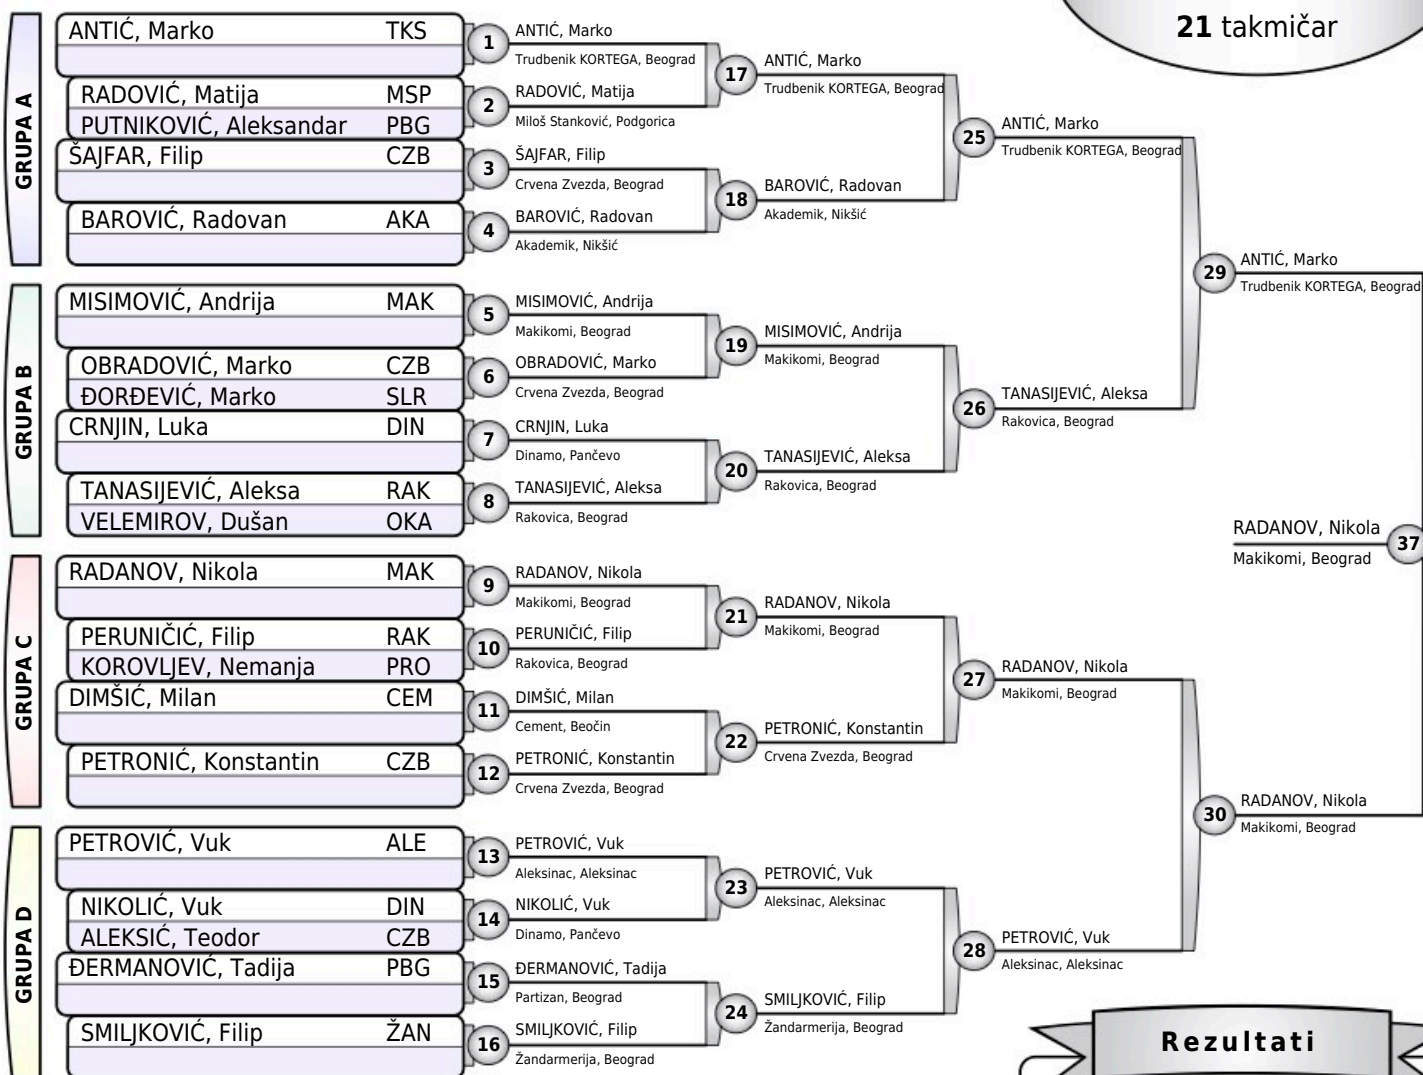 21 takmičar
GRUPA A
ANTIĆ, Marko TKS
RADOVIĆ, Matija MSP
PUTNIKOVIĆ, Aleksandar PBG
ŠAJFAR, Filip CZB
BAROVIĆ, Radovan AKA
GRUPA B
MISIMOVIĆ, Andrija MAK
OBRADOVIĆ, Marko CZB
ĐORĐEVIĆ, Marko SLR
CRNJIN, Luka DIN
TANASIJEVIĆ, Aleksa RAK
VELEMIROV, Dušan OKA
GRUPA C
RADANOV, Nikola MAK
PERUNIČIĆ, Filip RAK
KOROVLJEV, Nemanja PRO
DIMŠIĆ, Milan CEM
PETRONIĆ, Konstantin CZB
GRUPA D
PETROVIĆ, Vuk ALE
NIKOLIĆ, Vuk DIN
ALEKSIĆ, Teodor CZB
ĐERMANOVIĆ, Tadija PBG
SMILJKOVIĆ, Filip ŽAN
1 ANTIĆ, Marko
Trudbenik KORTEGA, Beograd
2 RADOVIĆ, Matija
Miloš Stanković, Podgorica
3 ŠAJFAR, Filip
Crvena Zvezda, Beograd
4 BAROVIĆ, Radovan
Akademik, Nikšić
5 MISIMOVIĆ, Andrija
Makikomi, Beograd
6 OBRADOVIĆ, Marko
Crvena Zvezda, Beograd
7 CRNJIN, Luka
Dinamo, Pančevo
8 TANASIJEVIĆ, Aleksa
Rakovica, Beograd
9 RADANOV, Nikola
Makikomi, Beograd
10 PERUNIČIĆ, Filip
Rakovica, Beograd
11 DIMŠIĆ, Milan
Cement, Beočin
12 PETRONIĆ, Konstantin
Crvena Zvezda, Beograd
13 PETROVIĆ, Vuk
Aleksinac, Aleksinac
14 NIKOLIĆ, Vuk
Dinamo, Pančevo
15 ĐERMANOVIĆ, Tadija
Partizan, Beograd
16 SMILJKOVIĆ, Filip
Žandarmerija, Beograd
17 ANTIĆ, Marko
Trudbenik KORTEGA, Beograd
18 BAROVIĆ, Radovan
Akademik, Nikšić
19 MISIMOVIĆ, Andrija
Makikomi, Beograd
20 TANASIJEVIĆ, Aleksa
Rakovica, Beograd
21 RADANOV, Nikola
Makikomi, Beograd
22 PETRONIĆ, Konstantin
Crvena Zvezda, Beograd
23 PETROVIĆ, Vuk
Aleksinac, Aleksinac
24 SMILJKOVIĆ, Filip
Žandarmerija, Beograd
25 ANTIĆ, Marko
Trudbenik KORTEGA, Beograd
26 TANASIJEVIĆ, Aleksa
Rakovica, Beograd
27 RADANOV, Nikola
Makikomi, Beograd
28 PETROVIĆ, Vuk
Aleksinac, Aleksinac
29 ANTIĆ, Marko
Trudbenik KORTEGA, Beograd
30 RADANOV, Nikola
Makikomi, Beograd
RADANOV, Nikola 37
Makikomi, Beograd
Rezultati